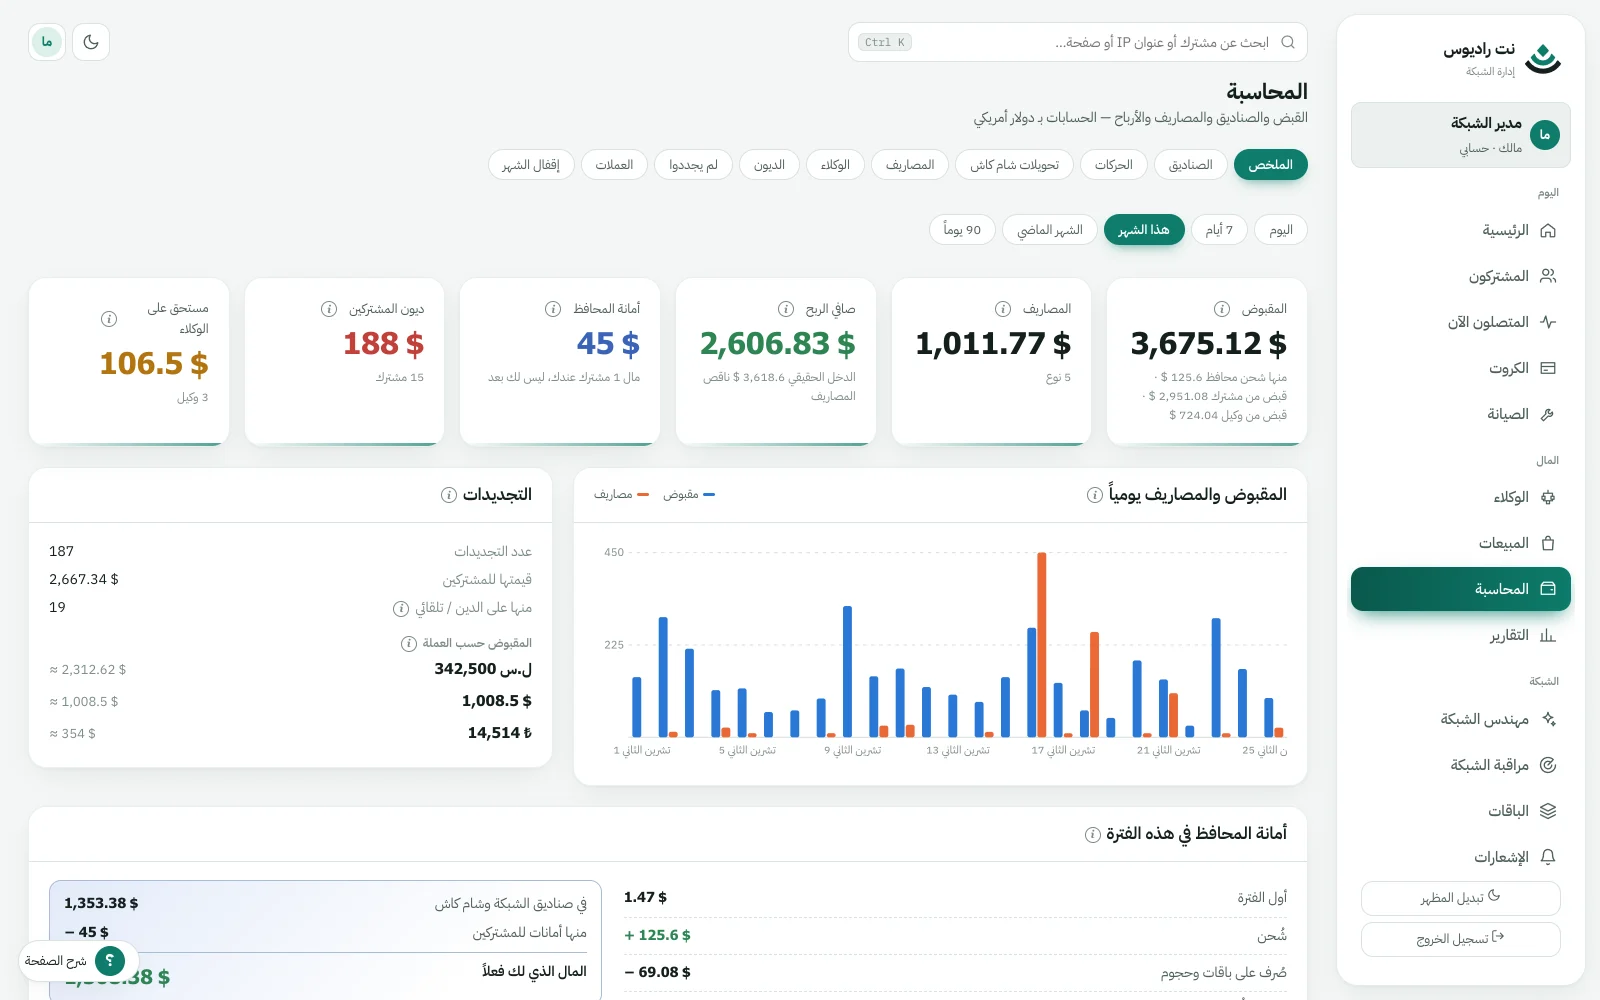 نت راديوس
إدارة الشبكة
ما
مدير الشبكة
مالك · حسابي
اليوم
الرئيسية
المشتركون
المتصلون الآن
الكروت
الصيانة
المال
الوكلاء
المبيعات
المحاسبة
التقارير
الشبكة
مهندس الشبكة
مراقبة الشبكة
الباقات
الإشعارات
تبديل المظهر
تسجيل الخروج
ابحث عن مشترك أو عنوان IP أو صفحة...
Ctrl K
ما
المحاسبة
القبض والصناديق والمصاريف والأرباح — الحسابات بـ دولار أمريكي
الملخص
الصناديق
الحركات
تحويلات شام كاش
المصاريف
الوكلاء
الديون
لم يجددوا
العملات
إقفال الشهر
اليوم
7 أيام
هذا الشهر
الشهر الماضي
90 يوماً
المقبوض
3,675.12 $
منها شحن محافظ 125.6 $ ·
قبض من مشترك 2,951.08 $ ·
قبض من وكيل 724.04 $
المصاريف
1,011.77 $
5 نوع
صافي الربح
2,606.83 $
الدخل الحقيقي 3,618.6 $ ناقص
المصاريف
أمانة المحافظ
45 $
مال 1 مشترك عندك، ليس لك بعد
ديون المشتركين
188 $
15 مشترك
مستحق على
الوكلاء
106.5 $
3 وكيل
المقبوض والمصاريف يومياً
مقبوض
مصاريف
450
225
1 تشرين الثاني
5 تشرين الثاني
9 تشرين الثاني
13 تشرين الثاني
17 تشرين الثاني
21 تشرين الثاني
25 ن الثاني
التجديدات
عدد التجديدات
187
قيمتها للمشتركين
2,667.34 $
منها على الدين / تلقائي
19
المقبوض حسب العملة
342,500 ل.س
≈ 2,312.62 $
1,008.5 $
≈ 1,008.5 $
14,514 ₺
≈ 354 $
أمانة المحافظ في هذه الفترة
أول الفترة
1.47 $
شُحن
+ 125.6 $
صُرف على باقات وحجوم
− 69.08 $
في صناديق الشبكة وشام كاش
1,353.38 $
منها أمانات للمشتركين
− 45 $
المال الذي لك فعلاً
شرح الصفحة
?